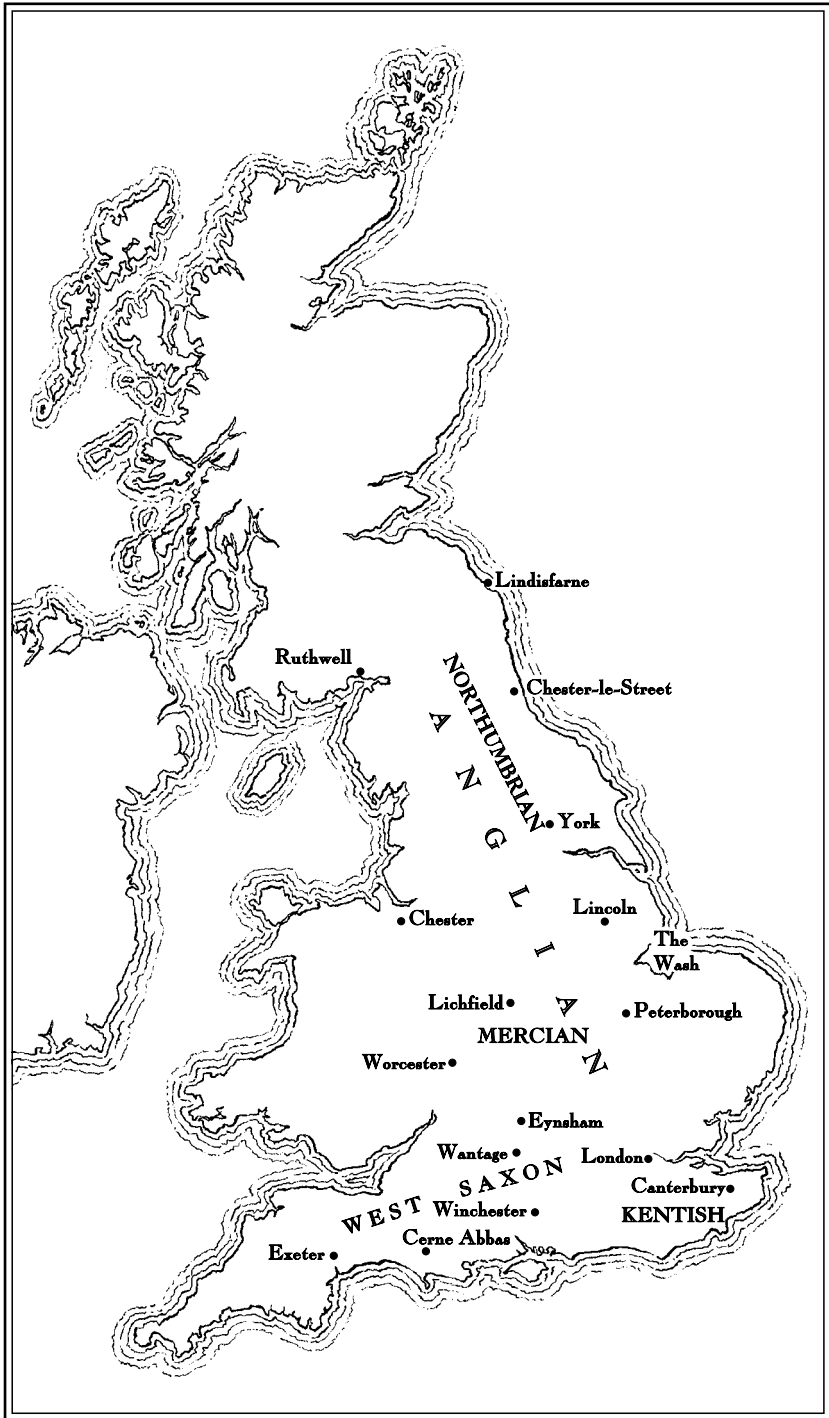 Lindisfarne
Ruthwell
NORTHUMBRIAN
Chester-le-Street
ANGLIAN
York
Chester
Lincoln
The
Wash
Lichfield
Peterborough
MERCIAN
Worcester
Eynsham
Wantage
London
WEST SAXON
Canterbury
Winchester
KENTISH
Cerne Abbas
Exeter